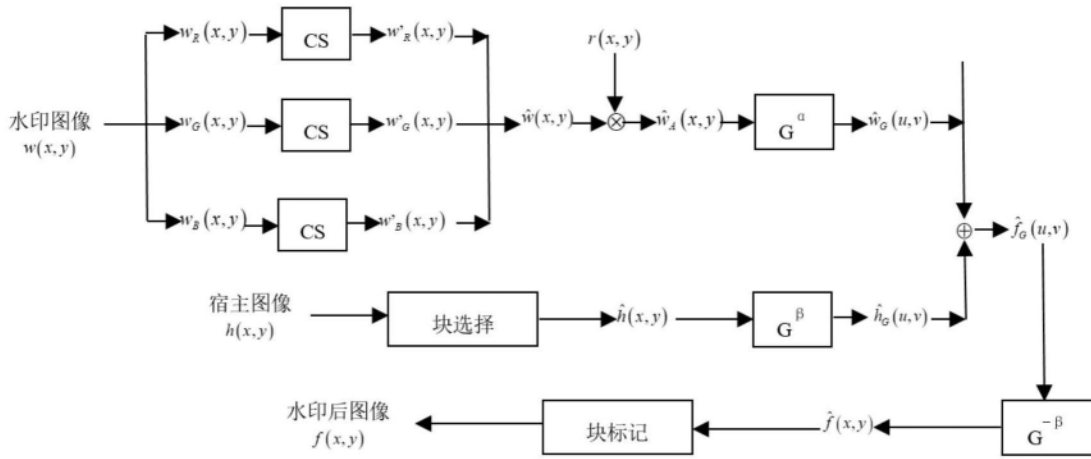 w_R(x,y) CS w'_R(x,y)
r(x,y)
水印图像
w(x,y)
w_G(x,y) CS w'_G(x,y) ŵ(x,y) ⊗ ŵ_A(x,y) G^α ŵ_G(u,v)
w_B(x,y) CS w'_B(x,y)
⊕ f̂_G(u,v)
宿主图像
h(x,y)
块选择 ĥ(x,y) G^β ĥ_G(u,v)
水印后图像
f(x,y)
块标记 f̂(x,y) G^{-β}